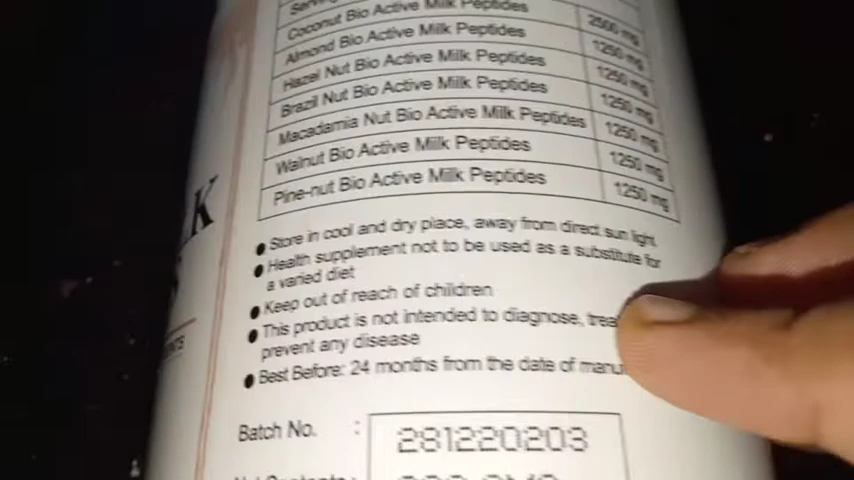 Coconut Bio Active Milk Peptides 2500 mg
Almond Bio Active Milk Peptides 1250 mg
Hazel Nut Bio Active Milk Peptides 1250 mg
Brazil Nut Bio Active Milk Peptides 1250 mg
Macadamia Nut Bio Active Milk Peptides 1250 mg
Walnut Bio Active Milk Peptides 1250 mg
Pine-nut Bio Active Milk Peptides 1250 mg
● Store in cool and dry place, away from direct sun light,
● Health supplement not to be used as a substitute for
a varied diet
● Keep out of reach of children
● This product is not intended to diagnose,
prevent any disease
● Best Before: 24 months from the date of
Batch No. : 281220203